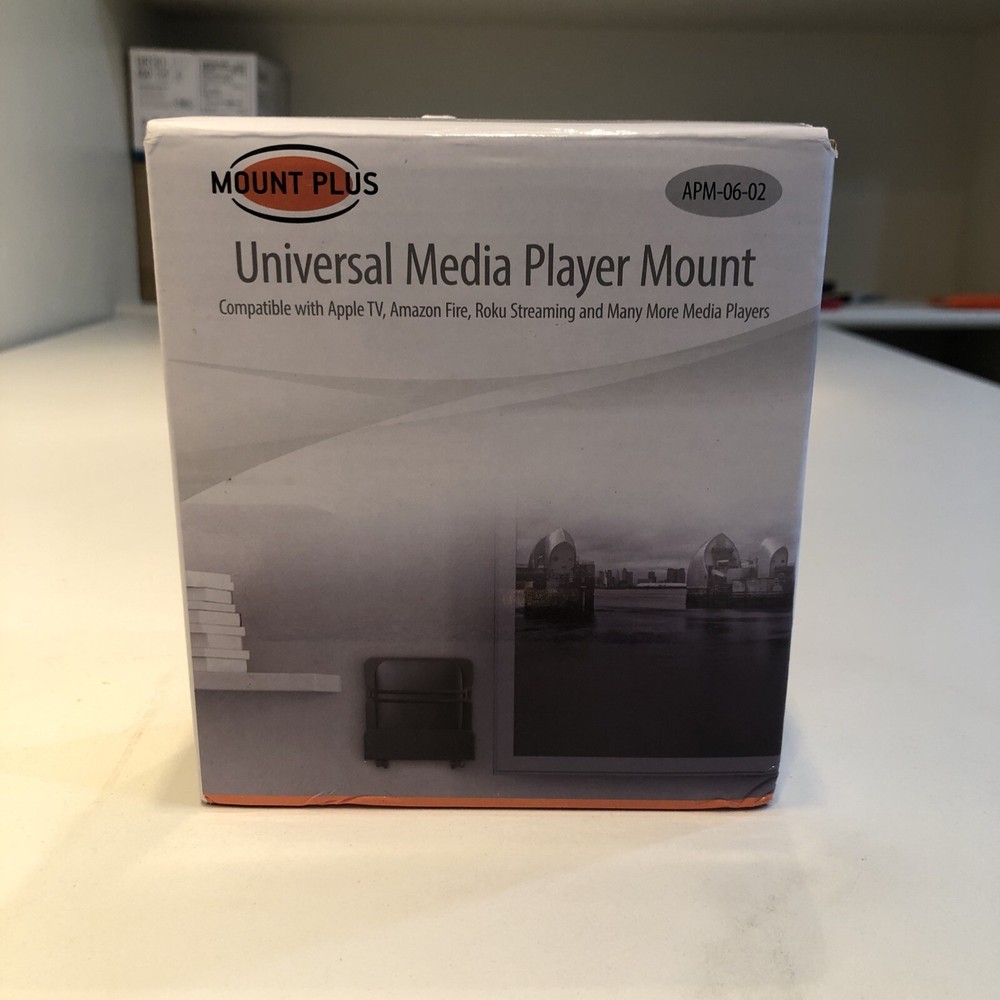 MOUNT PLUS
APM-06-02
Universal Media Player Mount
Compatible with Apple TV, Amazon Fire, Roku Streaming and Many More Media Players